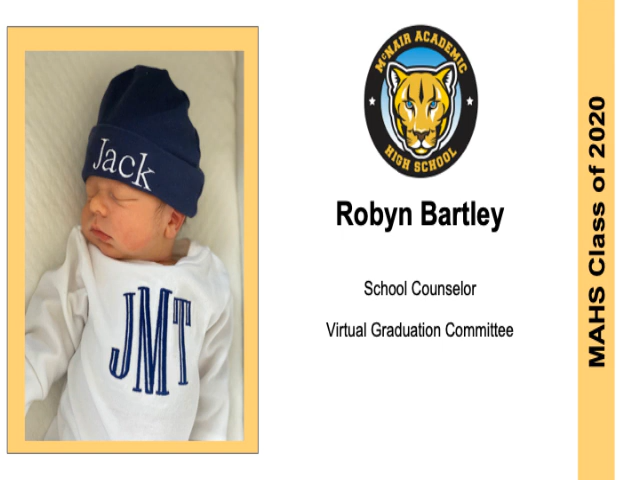 Jack
JMT
McNAIR ACADEMIC
HIGH SCHOOL
Robyn Bartley
School Counselor
Virtual Graduation Committee
MAHS Class of 2020